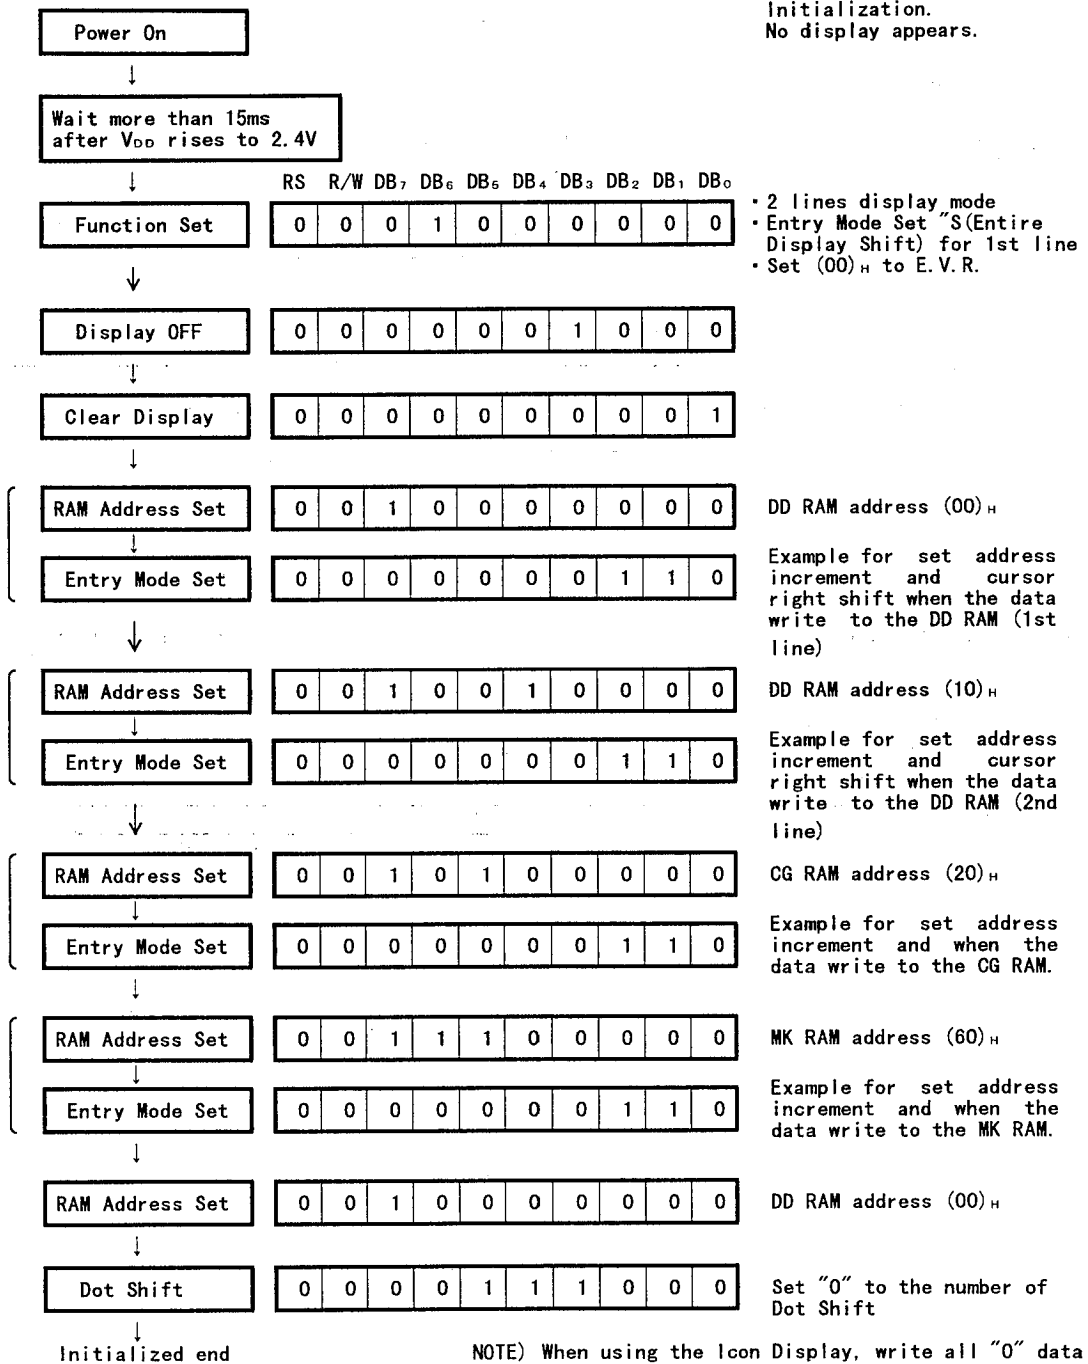 Initialization.
Power On
No display appears.
Wait more than 15ms
after VDD rises to 2.4V
RS R/W DB7 DB6 DB5 DB4 DB3 DB2 DB1 DB0
Function Set 0 0 0 1 0 0 0 0 0 0
・2 lines display mode
・Entry Mode Set "S(Entire
Display Shift) for 1st line
・Set (00)H to E.V.R.
Display OFF 0 0 0 0 0 0 1 0 0 0
Clear Display 0 0 0 0 0 0 0 0 0 1
RAM Address Set 0 0 1 0 0 0 0 0 0 0 DD RAM address (00)H
Entry Mode Set 0 0 0 0 0 0 0 1 1 0
Example for set address
increment and cursor
right shift when the data
write to the DD RAM (1st
line)
RAM Address Set 0 0 1 0 0 1 0 0 0 0 DD RAM address (10)H
Entry Mode Set 0 0 0 0 0 0 0 1 1 0
Example for set address
increment and cursor
right shift when the data
write to the DD RAM (2nd
line)
RAM Address Set 0 0 1 0 1 0 0 0 0 0 CG RAM address (20)H
Entry Mode Set 0 0 0 0 0 0 0 1 1 0
Example for set address
increment and when the
data write to the CG RAM.
RAM Address Set 0 0 1 1 1 0 0 0 0 0 MK RAM address (60)H
Entry Mode Set 0 0 0 0 0 0 0 1 1 0
Example for set address
increment and when the
data write to the MK RAM.
RAM Address Set 0 0 1 0 0 0 0 0 0 0 DD RAM address (00)H
Dot Shift 0 0 0 0 1 1 1 0 0 0
Set "0" to the number of
Dot Shift
Initialized end
NOTE) When using the Icon Display, write all "0" data